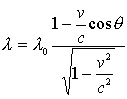 λ = λ₀ (1 − (v/c) cos θ) / √(1 − v²/c²)